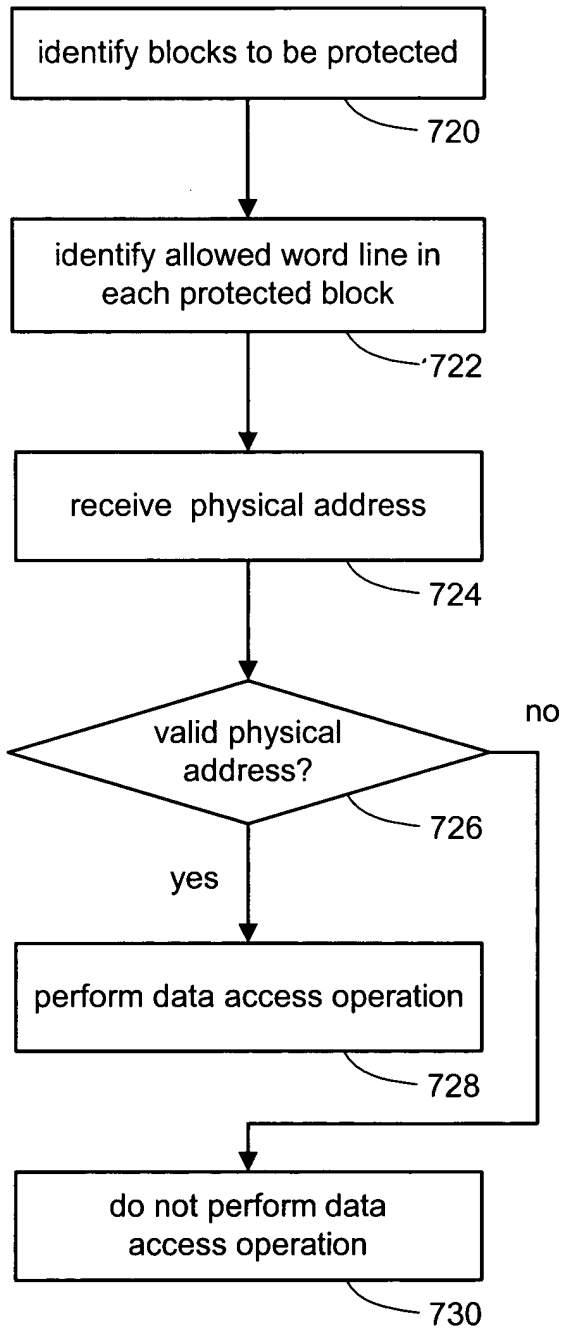 identify blocks to be protected
720
identify allowed word line in
each protected block
722
receive physical address
724
valid physical
address?
no
726
yes
perform data access operation
728
do not perform data
access operation
730